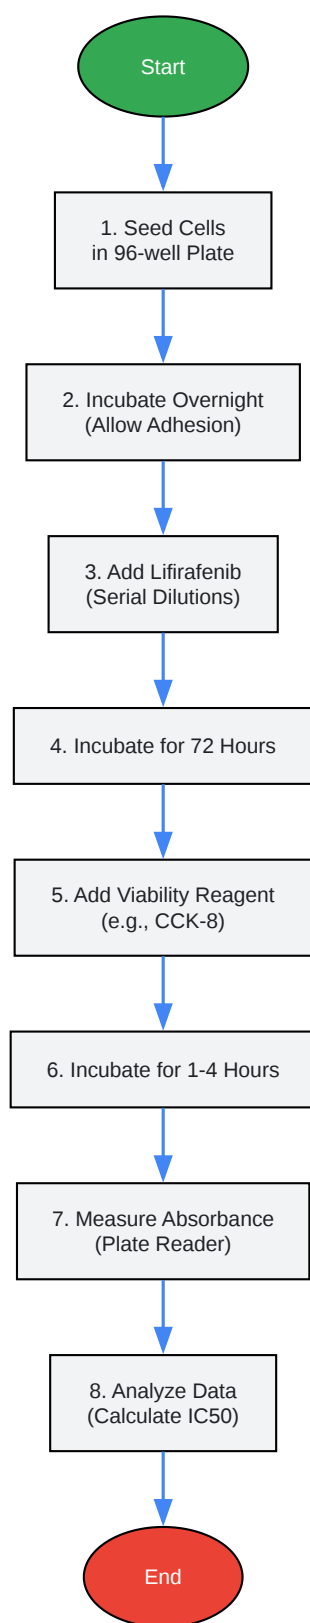 Start
1. Seed Cells
in 96-well Plate
2. Incubate Overnight
(Allow Adhesion)
3. Add Lifirafenib
(Serial Dilutions)
4. Incubate for 72 Hours
5. Add Viability Reagent
(e.g., CCK-8)
6. Incubate for 1-4 Hours
7. Measure Absorbance
(Plate Reader)
8. Analyze Data
(Calculate IC50)
End